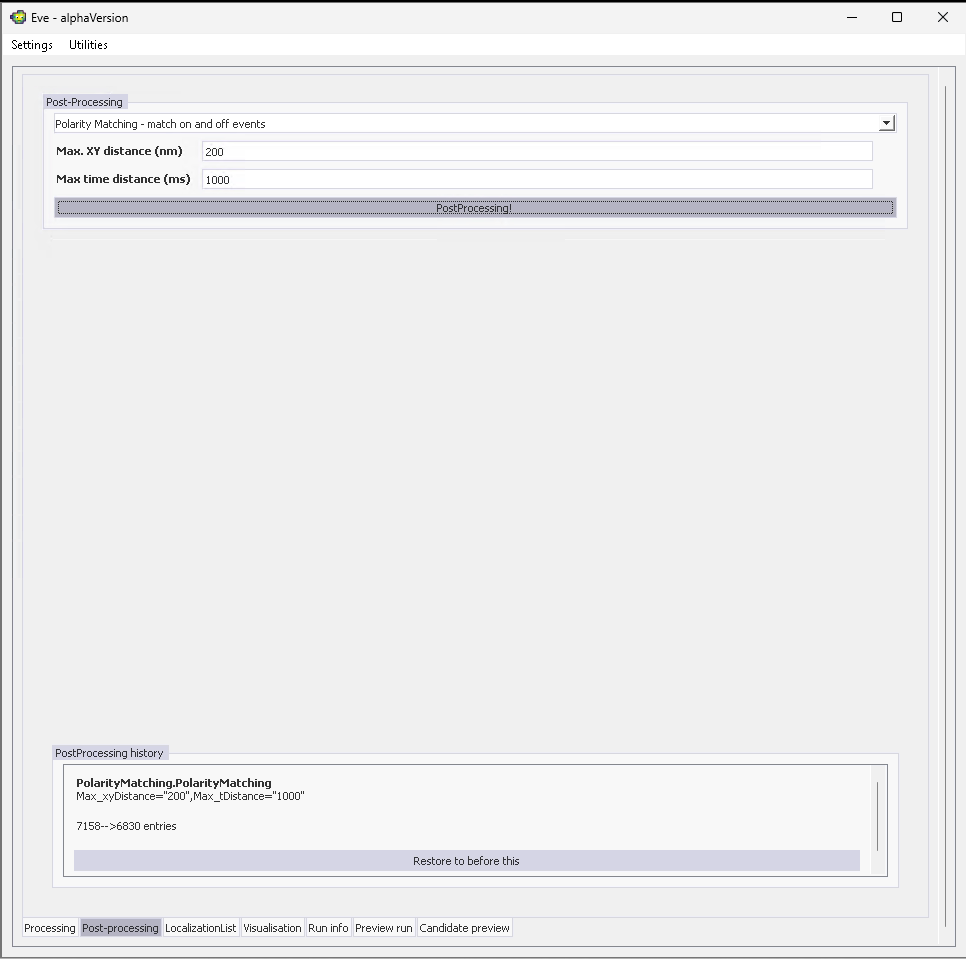 Eve - alphaVersion
Settings Utilities
Post-Processing
Polarity Matching - match on and off events
Max. XY distance (nm) 200
Max time distance (ms) 1000
PostProcessing!
PostProcessing history
PolarityMatching.PolarityMatching
Max_xyDistance="200",Max_tDistance="1000"
7158-->6830 entries
Restore to before this
Processing Post-processing LocalizationList Visualisation Run info Preview run Candidate preview